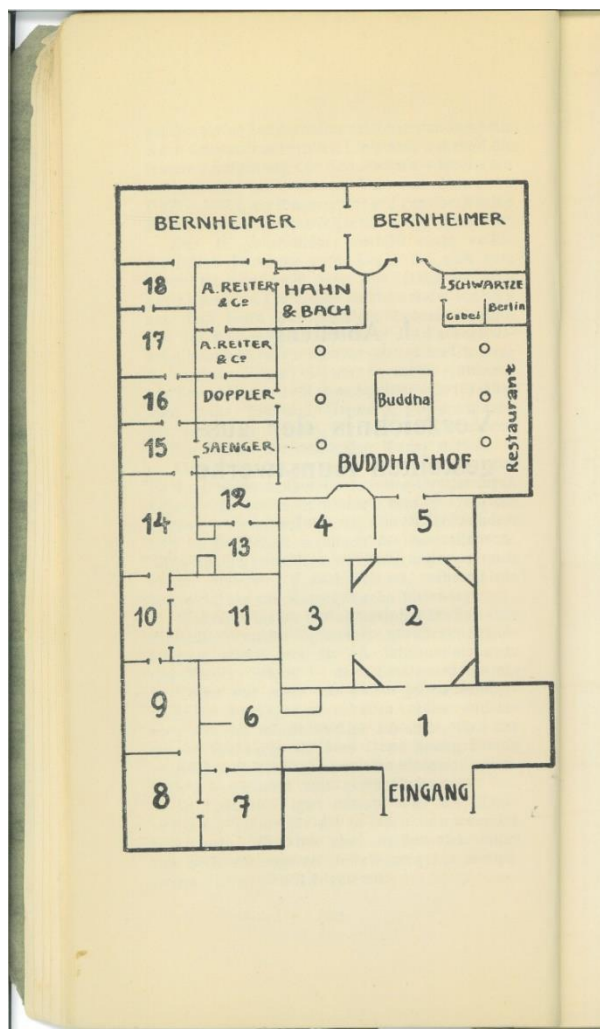 BERNHEIMER
BERNHEIMER
18
A. REITER
& Co
HAHN
& BACH
SCHWARTZE
Gabel
Berlin
17
A. REITER
& Co
16
DOPPLER
Buddha
Restaurant
15
SAENGER
BUDDHA-HOF
12
14
13
4
5
10
11
3
2
9
6
1
8
7
EINGANG